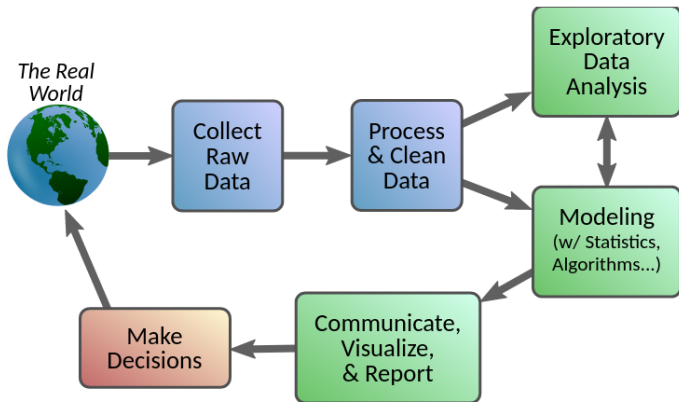 The Real
World
Collect
Raw
Data
Process
& Clean
Data
Exploratory
Data
Analysis
Modeling
(w/ Statistics,
Algorithms...)
Communicate,
Visualize,
& Report
Make
Decisions